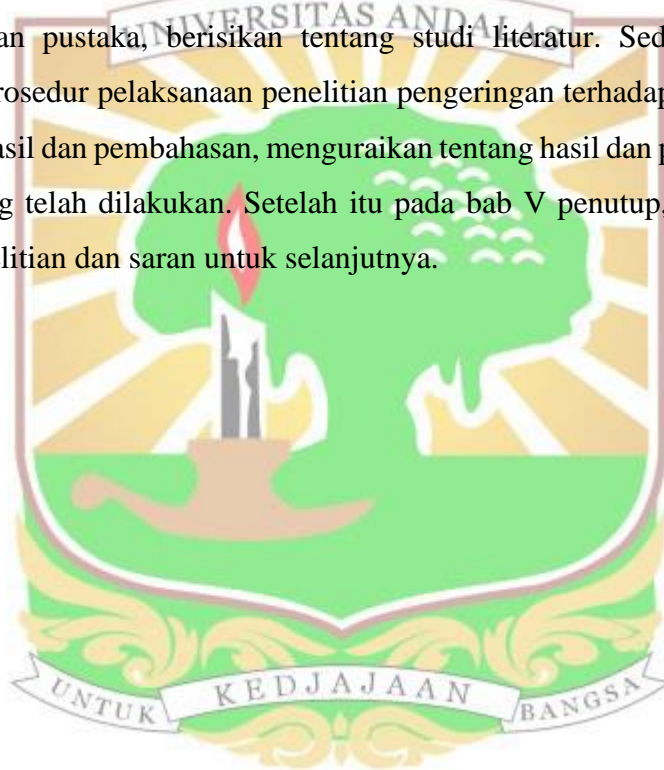 UNIVERSITAS ANDALAS
an pustaka, berisikan tentang studi literatur. Sed
rosedur pelaksanaan penelitian pengeringan terhadap
asil dan pembahasan, menguraikan tentang hasil dan p
g telah dilakukan. Setelah itu pada bab V penutup,
elitian dan saran untuk selanjutnya.
UNTUK KEDJAJAAN BANGSA